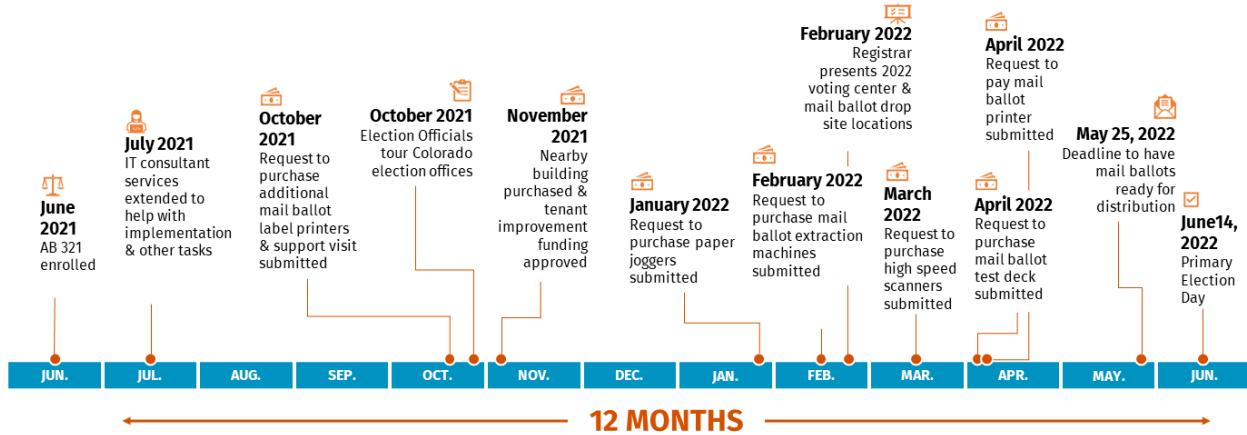 June
2021
AB 321
enrolled
July 2021
IT consultant
services
extended to
help with
implementation
& other tasks
October
2021
Request to
purchase
additional
mail ballot
label printers
& support visit
submitted
October 2021
Election Officials
tour Colorado
election offices
November
2021
Nearby
building
purchased &
tenant
improvement
funding
approved
January 2022
Request to
purchase paper
joggers
submitted
February 2022
Registrar
presents 2022
voting center &
mail ballot drop
site locations
February 2022
Request to
purchase mail
ballot extraction
machines
submitted
March
2022
Request to
purchase
high speed
scanners
submitted
April 2022
Request to
pay mail
ballot
printer
submitted
April 2022
Request to
purchase
mail ballot
test deck
submitted
May 25, 2022
Deadline to have
mail ballots
ready for
distribution
June14,
2022
Primary
Election
Day
JUN. JUL. AUG. SEP. OCT. NOV. DEC. JAN. FEB. MAR. APR. MAY. JUN.
12 MONTHS